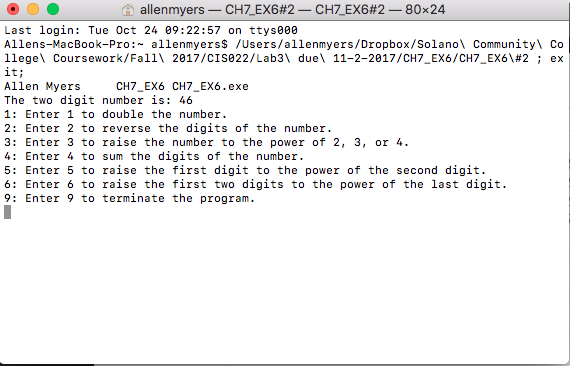 allenmyers — CH7_EX6#2 — CH7_EX6#2 — 80×24
Last login: Tue Oct 24 09:22:57 on ttys000
Allens-MacBook-Pro:~ allenmyers$ /Users/allenmyers/Dropbox/Solano\ Community\ Co
llege\ Coursework/Fall\ 2017/CIS022/Lab3\ due\ 11-2-2017/CH7_EX6/CH7_EX6\#2 ; ex
it;
Allen Myers     CH7_EX6 CH7_EX6.exe
The two digit number is: 46
1: Enter 1 to double the number.
2: Enter 2 to reverse the digits of the number.
3: Enter 3 to raise the number to the power of 2, 3, or 4.
4: Enter 4 to sum the digits of the number.
5: Enter 5 to raise the first digit to the power of the second digit.
6: Enter 6 to raise the first two digits to the power of the last digit.
9: Enter 9 to terminate the program.